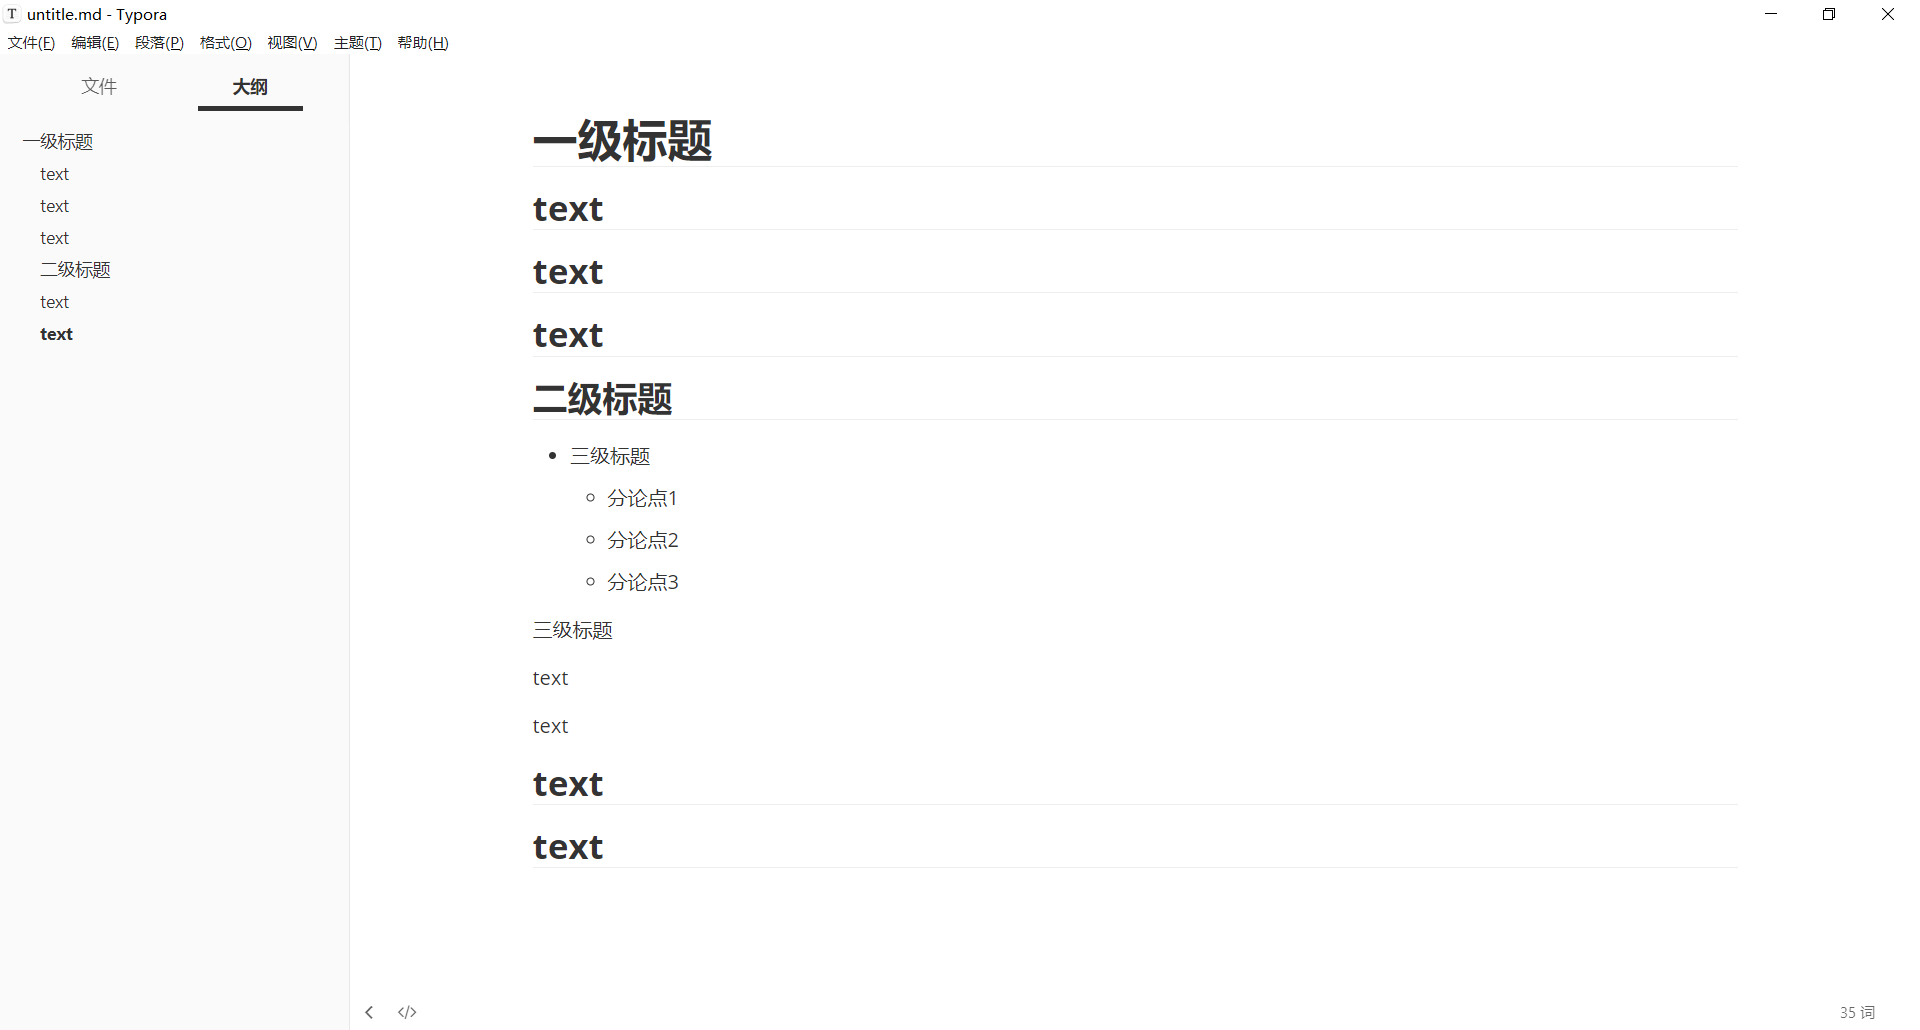 untitle.md - Typora
文件(F) 编辑(E) 段落(P) 格式(O) 视图(V) 主题(T) 帮助(H)
文件 大纲
一级标题
text
text
text
二级标题
text
text
一级标题
text
text
text
二级标题
三级标题
分论点1
分论点2
分论点3
三级标题
text
text
text
text
</> 35 词